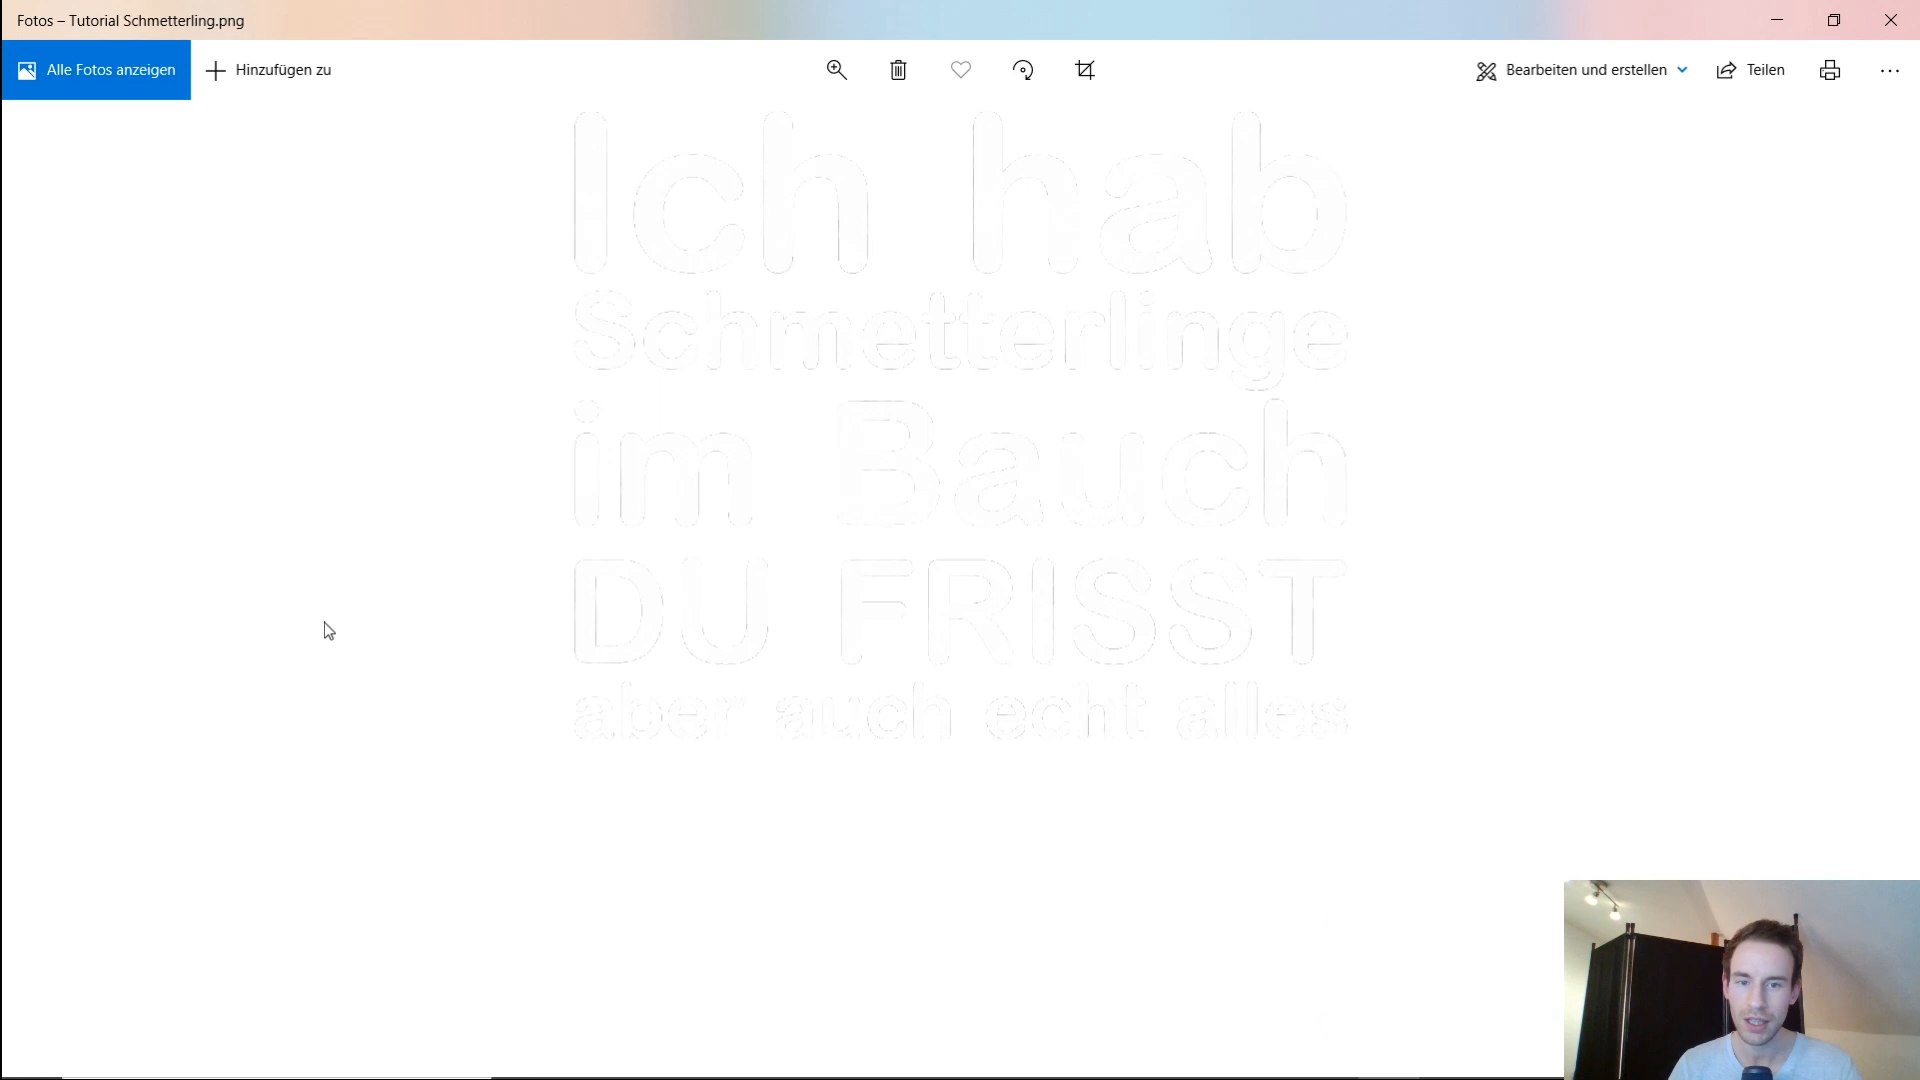 Fotos – Tutorial Schmetterling.png
Alle Fotos anzeigen
Hinzufügen zu
Bearbeiten und erstellen
Teilen
Ich hab
Schmetterlinge
im Bauch
DU FRISST
aber auch echt alles